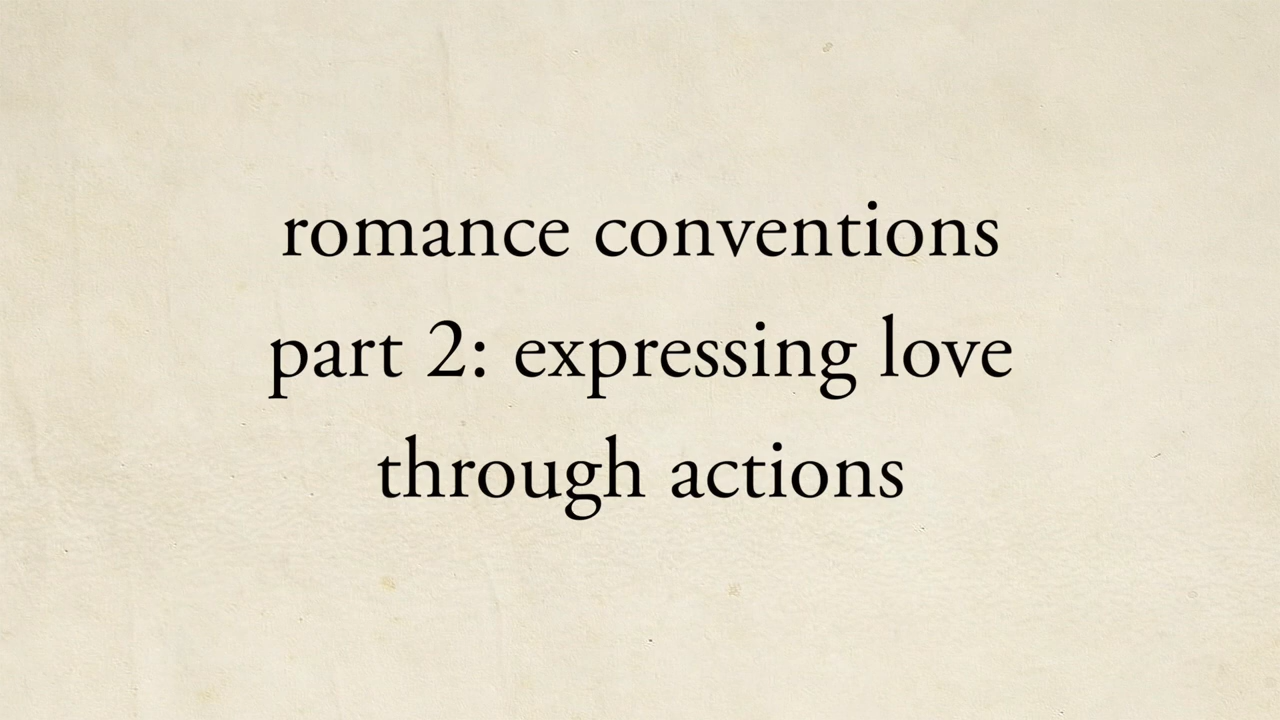 romance conventions
part 2: expressing love
through actions